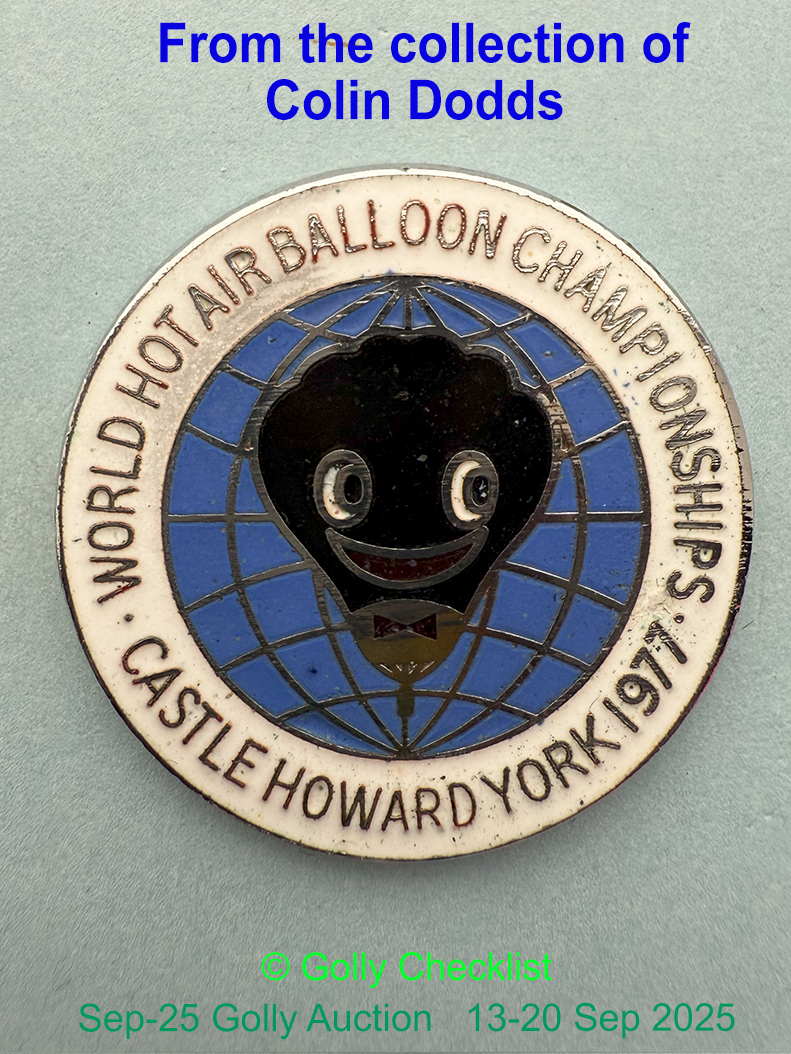 From the collection of
Colin Dodds
WORLD HOT AIR BALLOON CHAMPIONSHIPS
CASTLE HOWARD YORK 1977
© Golly Checklist
Sep-25 Golly Auction 13-20 Sep 2025